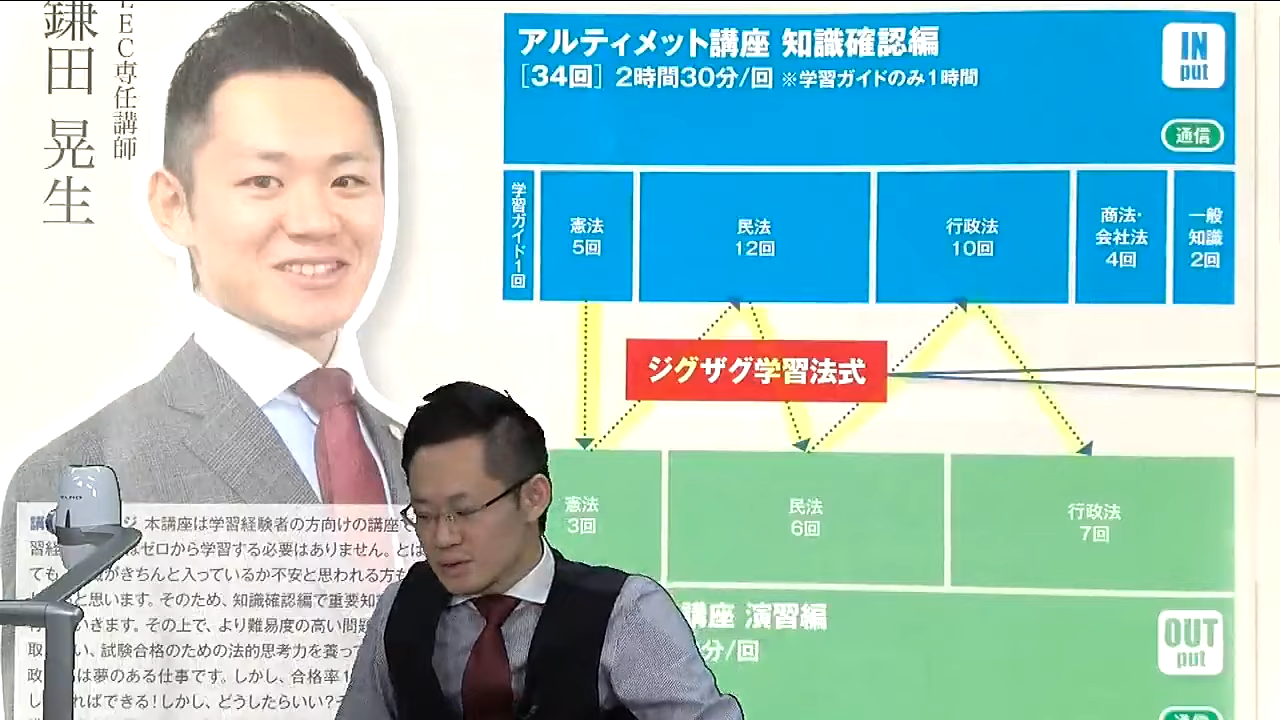 LEC専任講師
鎌田 晃生
アルティメット講座 知識確認編
[34回] 2時間30分/回 ※学習ガイドのみ1時間
IN
put
通信
学習ガイド1回
憲法
5回
民法
12回
行政法
10回
商法・
会社法
4回
一般
知識
2回
ジグザグ学習法式
憲法
3回
民法
6回
行政法
7回
講座 演習編
分/回
OUT
put
ELMO
本講座は学習経験者の方向けの講座で
はゼロから学習する必要はありません。とは
がきちんと入っているか不安と思われる方も
と思います。そのため、知識確認編で重要知
いきます。その上で、より難易度の高い問題
い、試験合格のための法的思考力を養って
は夢のある仕事です。しかし、合格率1
ればできる!しかし、どうしたらいい?